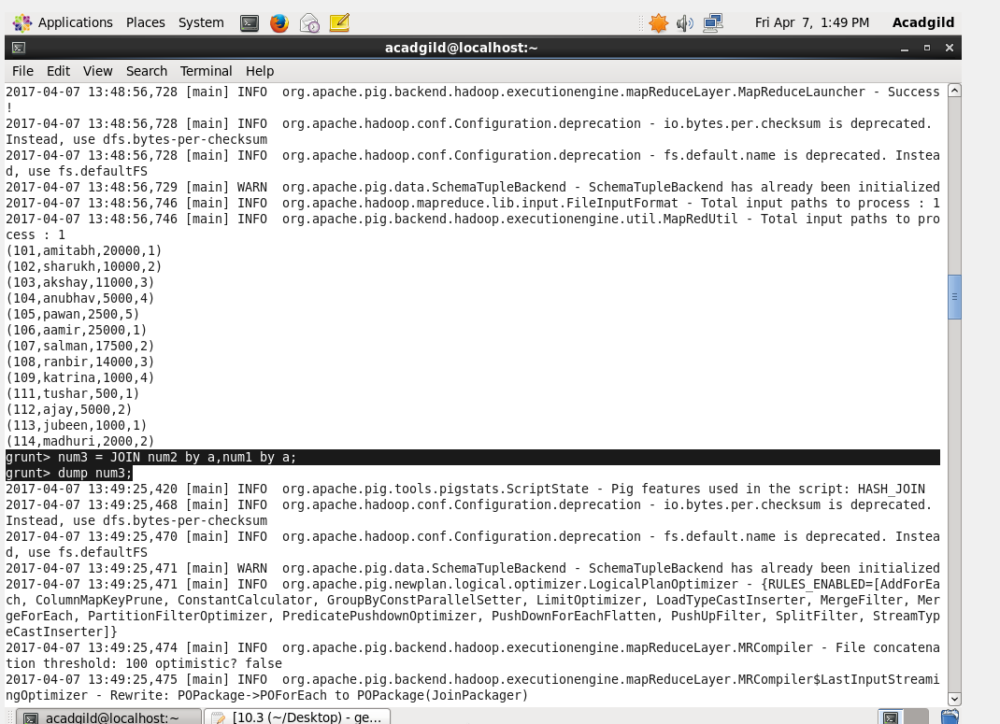 Applications Places System Fri Apr 7, 1:49 PM Acadgild
acadgild@localhost:~
File Edit View Search Terminal Help
2017-04-07 13:48:56,728 [main] INFO  org.apache.pig.backend.hadoop.executionengine.mapReduceLayer.MapReduceLauncher - Success
!
2017-04-07 13:48:56,728 [main] INFO  org.apache.hadoop.conf.Configuration.deprecation - io.bytes.per.checksum is deprecated.
Instead, use dfs.bytes-per-checksum
2017-04-07 13:48:56,728 [main] INFO  org.apache.hadoop.conf.Configuration.deprecation - fs.default.name is deprecated. Instea
d, use fs.defaultFS
2017-04-07 13:48:56,729 [main] WARN  org.apache.pig.data.SchemaTupleBackend - SchemaTupleBackend has already been initialized
2017-04-07 13:48:56,746 [main] INFO  org.apache.hadoop.mapreduce.lib.input.FileInputFormat - Total input paths to process : 1
2017-04-07 13:48:56,746 [main] INFO  org.apache.pig.backend.hadoop.executionengine.util.MapRedUtil - Total input paths to pro
cess : 1
(101,amitabh,20000,1)
(102,sharukh,10000,2)
(103,akshay,11000,3)
(104,anubhav,5000,4)
(105,pawan,2500,5)
(106,aamir,25000,1)
(107,salman,17500,2)
(108,ranbir,14000,3)
(109,katrina,1000,4)
(111,tushar,500,1)
(112,ajay,5000,2)
(113,jubeen,1000,1)
(114,madhuri,2000,2)
grunt> num3 = JOIN num2 by a,num1 by a;
grunt> dump num3;
2017-04-07 13:49:25,420 [main] INFO  org.apache.pig.tools.pigstats.ScriptState - Pig features used in the script: HASH_JOIN
2017-04-07 13:49:25,468 [main] INFO  org.apache.hadoop.conf.Configuration.deprecation - io.bytes.per.checksum is deprecated.
Instead, use dfs.bytes-per-checksum
2017-04-07 13:49:25,470 [main] INFO  org.apache.hadoop.conf.Configuration.deprecation - fs.default.name is deprecated. Instea
d, use fs.defaultFS
2017-04-07 13:49:25,471 [main] WARN  org.apache.pig.data.SchemaTupleBackend - SchemaTupleBackend has already been initialized
2017-04-07 13:49:25,471 [main] INFO  org.apache.pig.newplan.logical.optimizer.LogicalPlanOptimizer - {RULES_ENABLED=[AddForEa
ch, ColumnMapKeyPrune, ConstantCalculator, GroupByConstParallelSetter, LimitOptimizer, LoadTypeCastInserter, MergeFilter, Mer
geForEach, PartitionFilterOptimizer, PredicatePushdownOptimizer, PushDownForEachFlatten, PushUpFilter, SplitFilter, StreamTyp
eCastInserter]}
2017-04-07 13:49:25,474 [main] INFO  org.apache.pig.backend.hadoop.executionengine.mapReduceLayer.MRCompiler - File concatena
tion threshold: 100 optimistic? false
2017-04-07 13:49:25,475 [main] INFO  org.apache.pig.backend.hadoop.executionengine.mapReduceLayer.MRCompiler$LastInputStreami
ngOptimizer - Rewrite: POPackage->POForEach to POPackage(JoinPackager)
acadgild@localhost:~ [10.3 (~/Desktop) - ge...